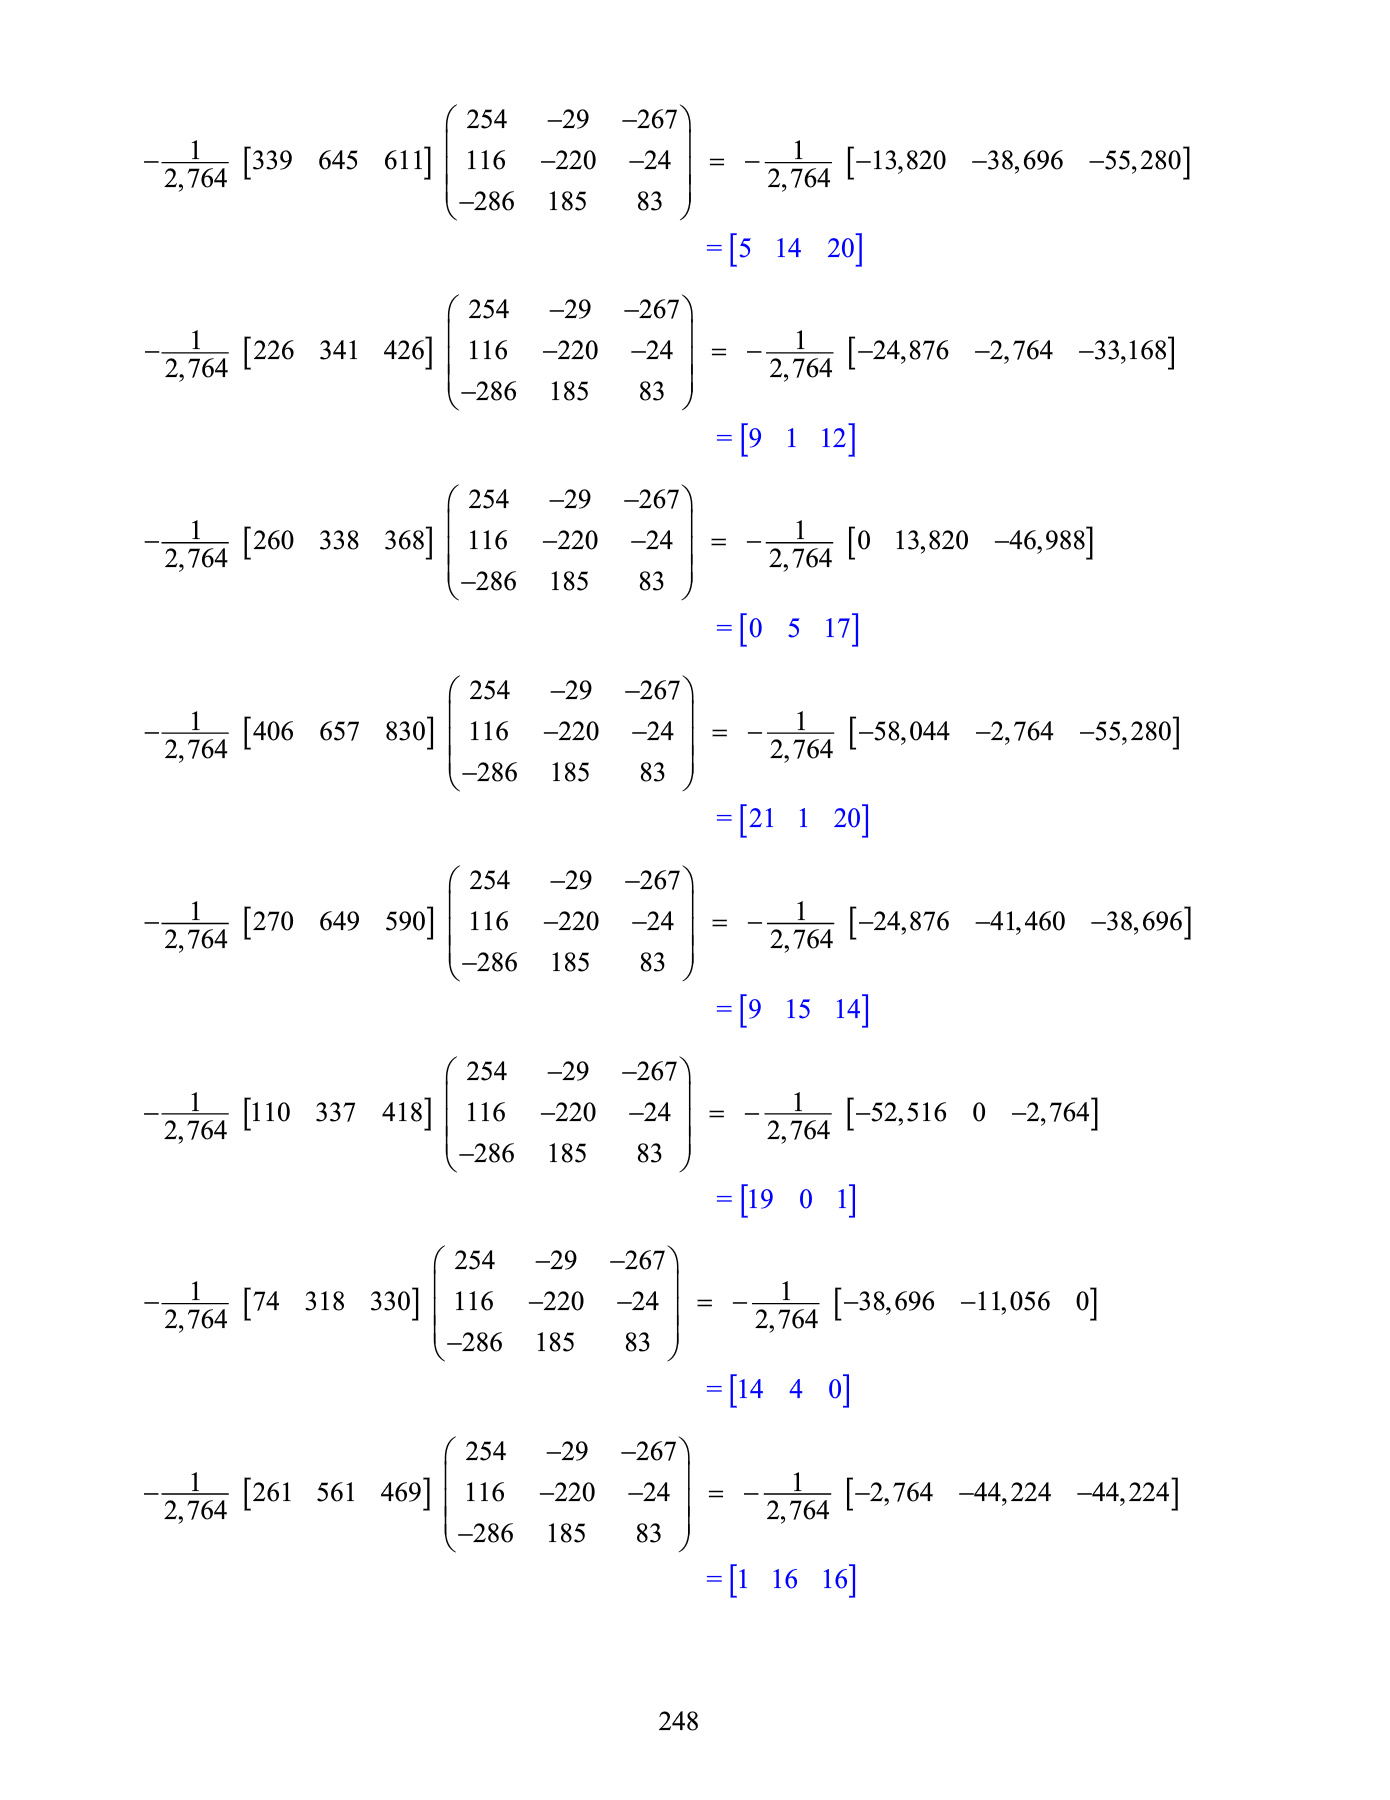 254 −29 −267
−1/2,764 [339 645 611] (116 −220 −24) = −1/2,764 [−13,820 −38,696 −55,280]
−286 185 83
= [5 14 20]
254 −29 −267
−1/2,764 [226 341 426] (116 −220 −24) = −1/2,764 [−24,876 −2,764 −33,168]
−286 185 83
= [9 1 12]
254 −29 −267
−1/2,764 [260 338 368] (116 −220 −24) = −1/2,764 [0 13,820 −46,988]
−286 185 83
= [0 5 17]
254 −29 −267
−1/2,764 [406 657 830] (116 −220 −24) = −1/2,764 [−58,044 −2,764 −55,280]
−286 185 83
= [21 1 20]
254 −29 −267
−1/2,764 [270 649 590] (116 −220 −24) = −1/2,764 [−24,876 −41,460 −38,696]
−286 185 83
= [9 15 14]
254 −29 −267
−1/2,764 [110 337 418] (116 −220 −24) = −1/2,764 [−52,516 0 −2,764]
−286 185 83
= [19 0 1]
254 −29 −267
−1/2,764 [74 318 330] (116 −220 −24) = −1/2,764 [−38,696 −11,056 0]
−286 185 83
= [14 4 0]
254 −29 −267
−1/2,764 [261 561 469] (116 −220 −24) = −1/2,764 [−2,764 −44,224 −44,224]
−286 185 83
= [1 16 16]
248